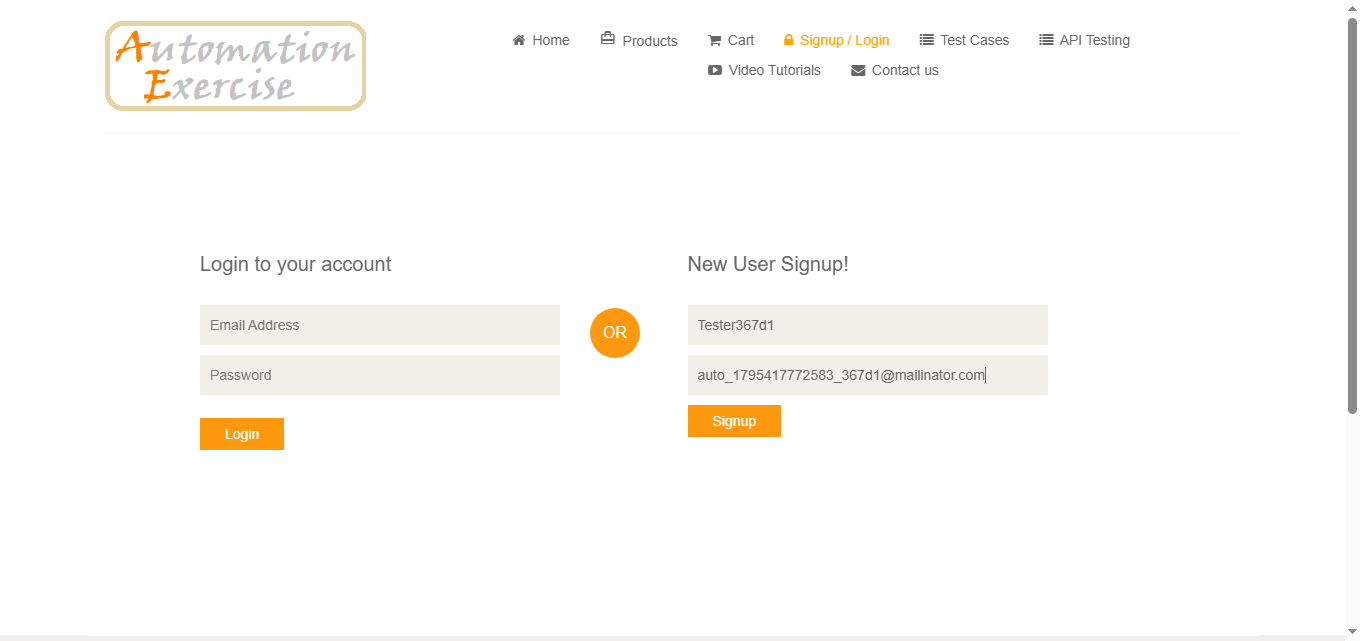 Automation
Exercise
Home Products Cart Signup / Login Test Cases API Testing
Video Tutorials Contact us
Login to your account
Email Address
Password
Login
OR
New User Signup!
Tester367d1
auto_1795417772583_367d1@mailinator.com
Signup